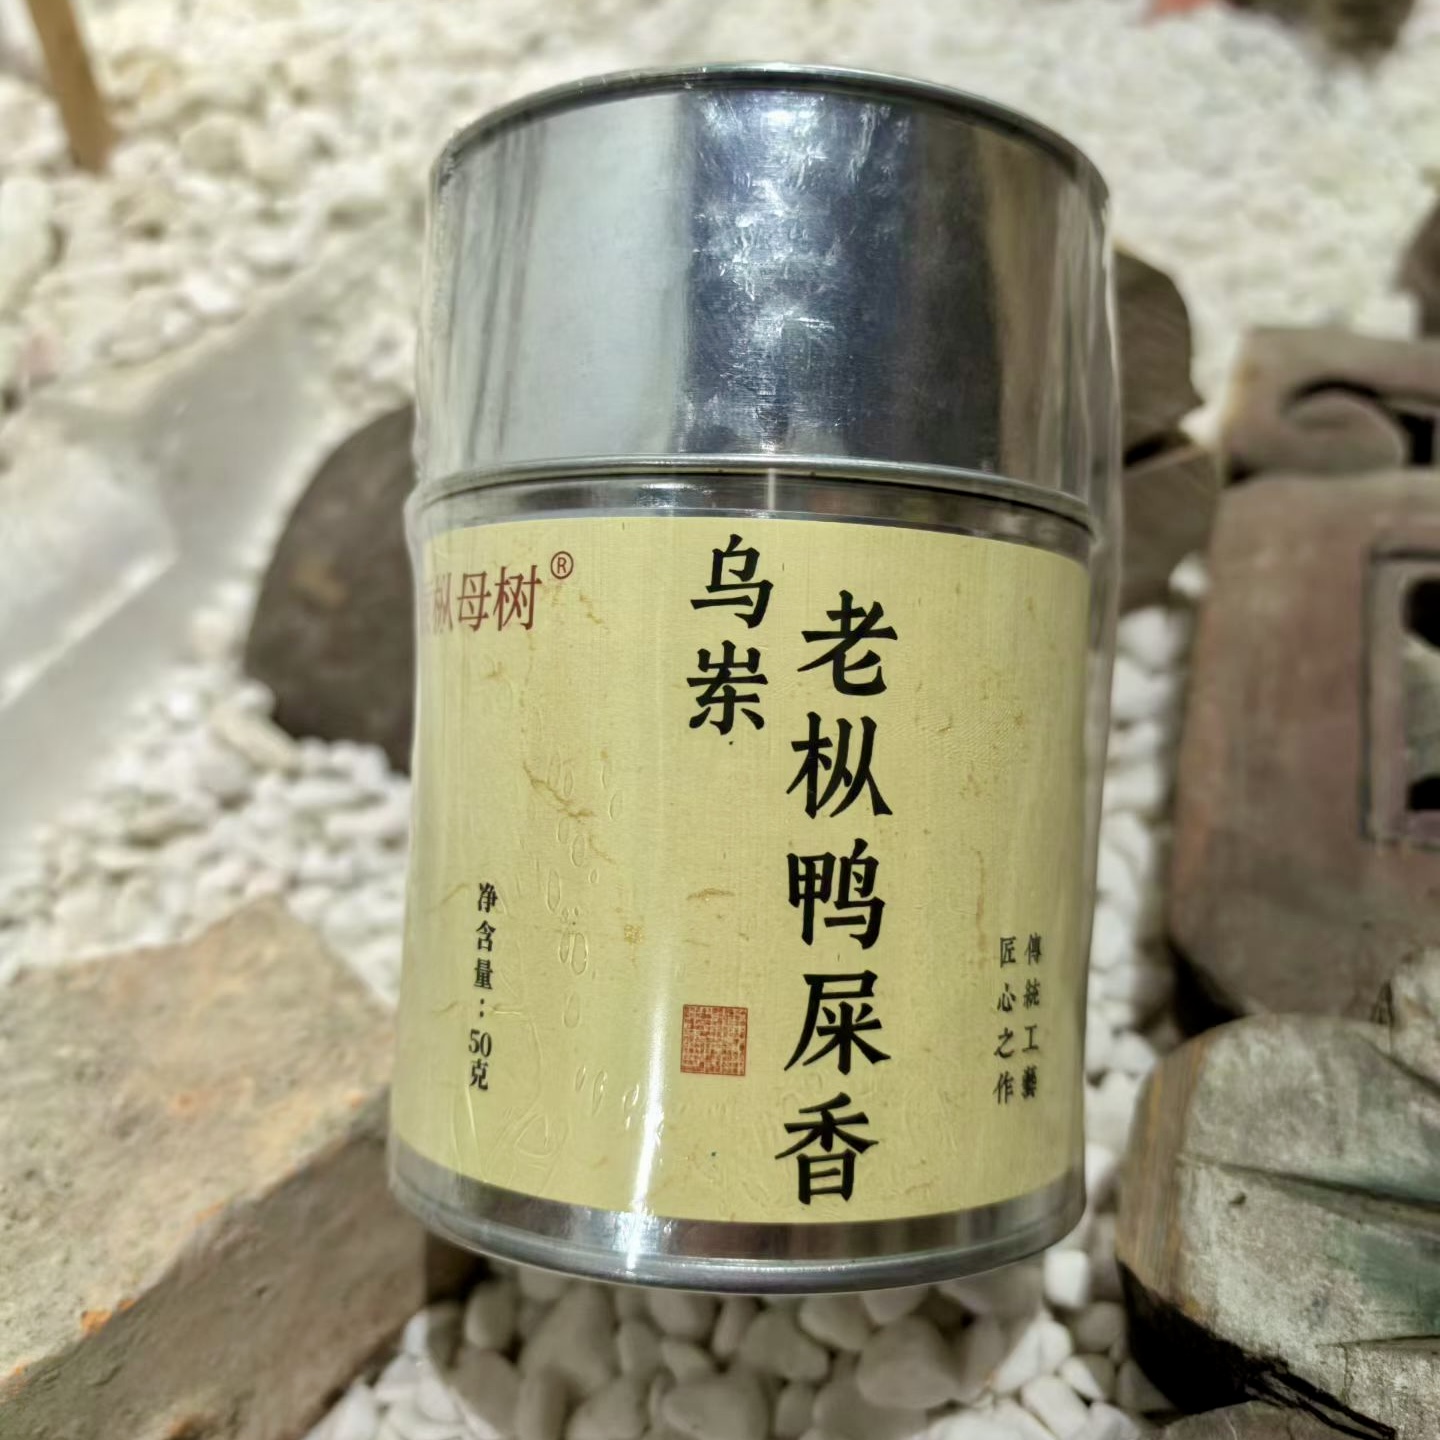 枞母树®
乌岽
老枞鸭屎香
净含量：50克
傳統工藝
匠心之作